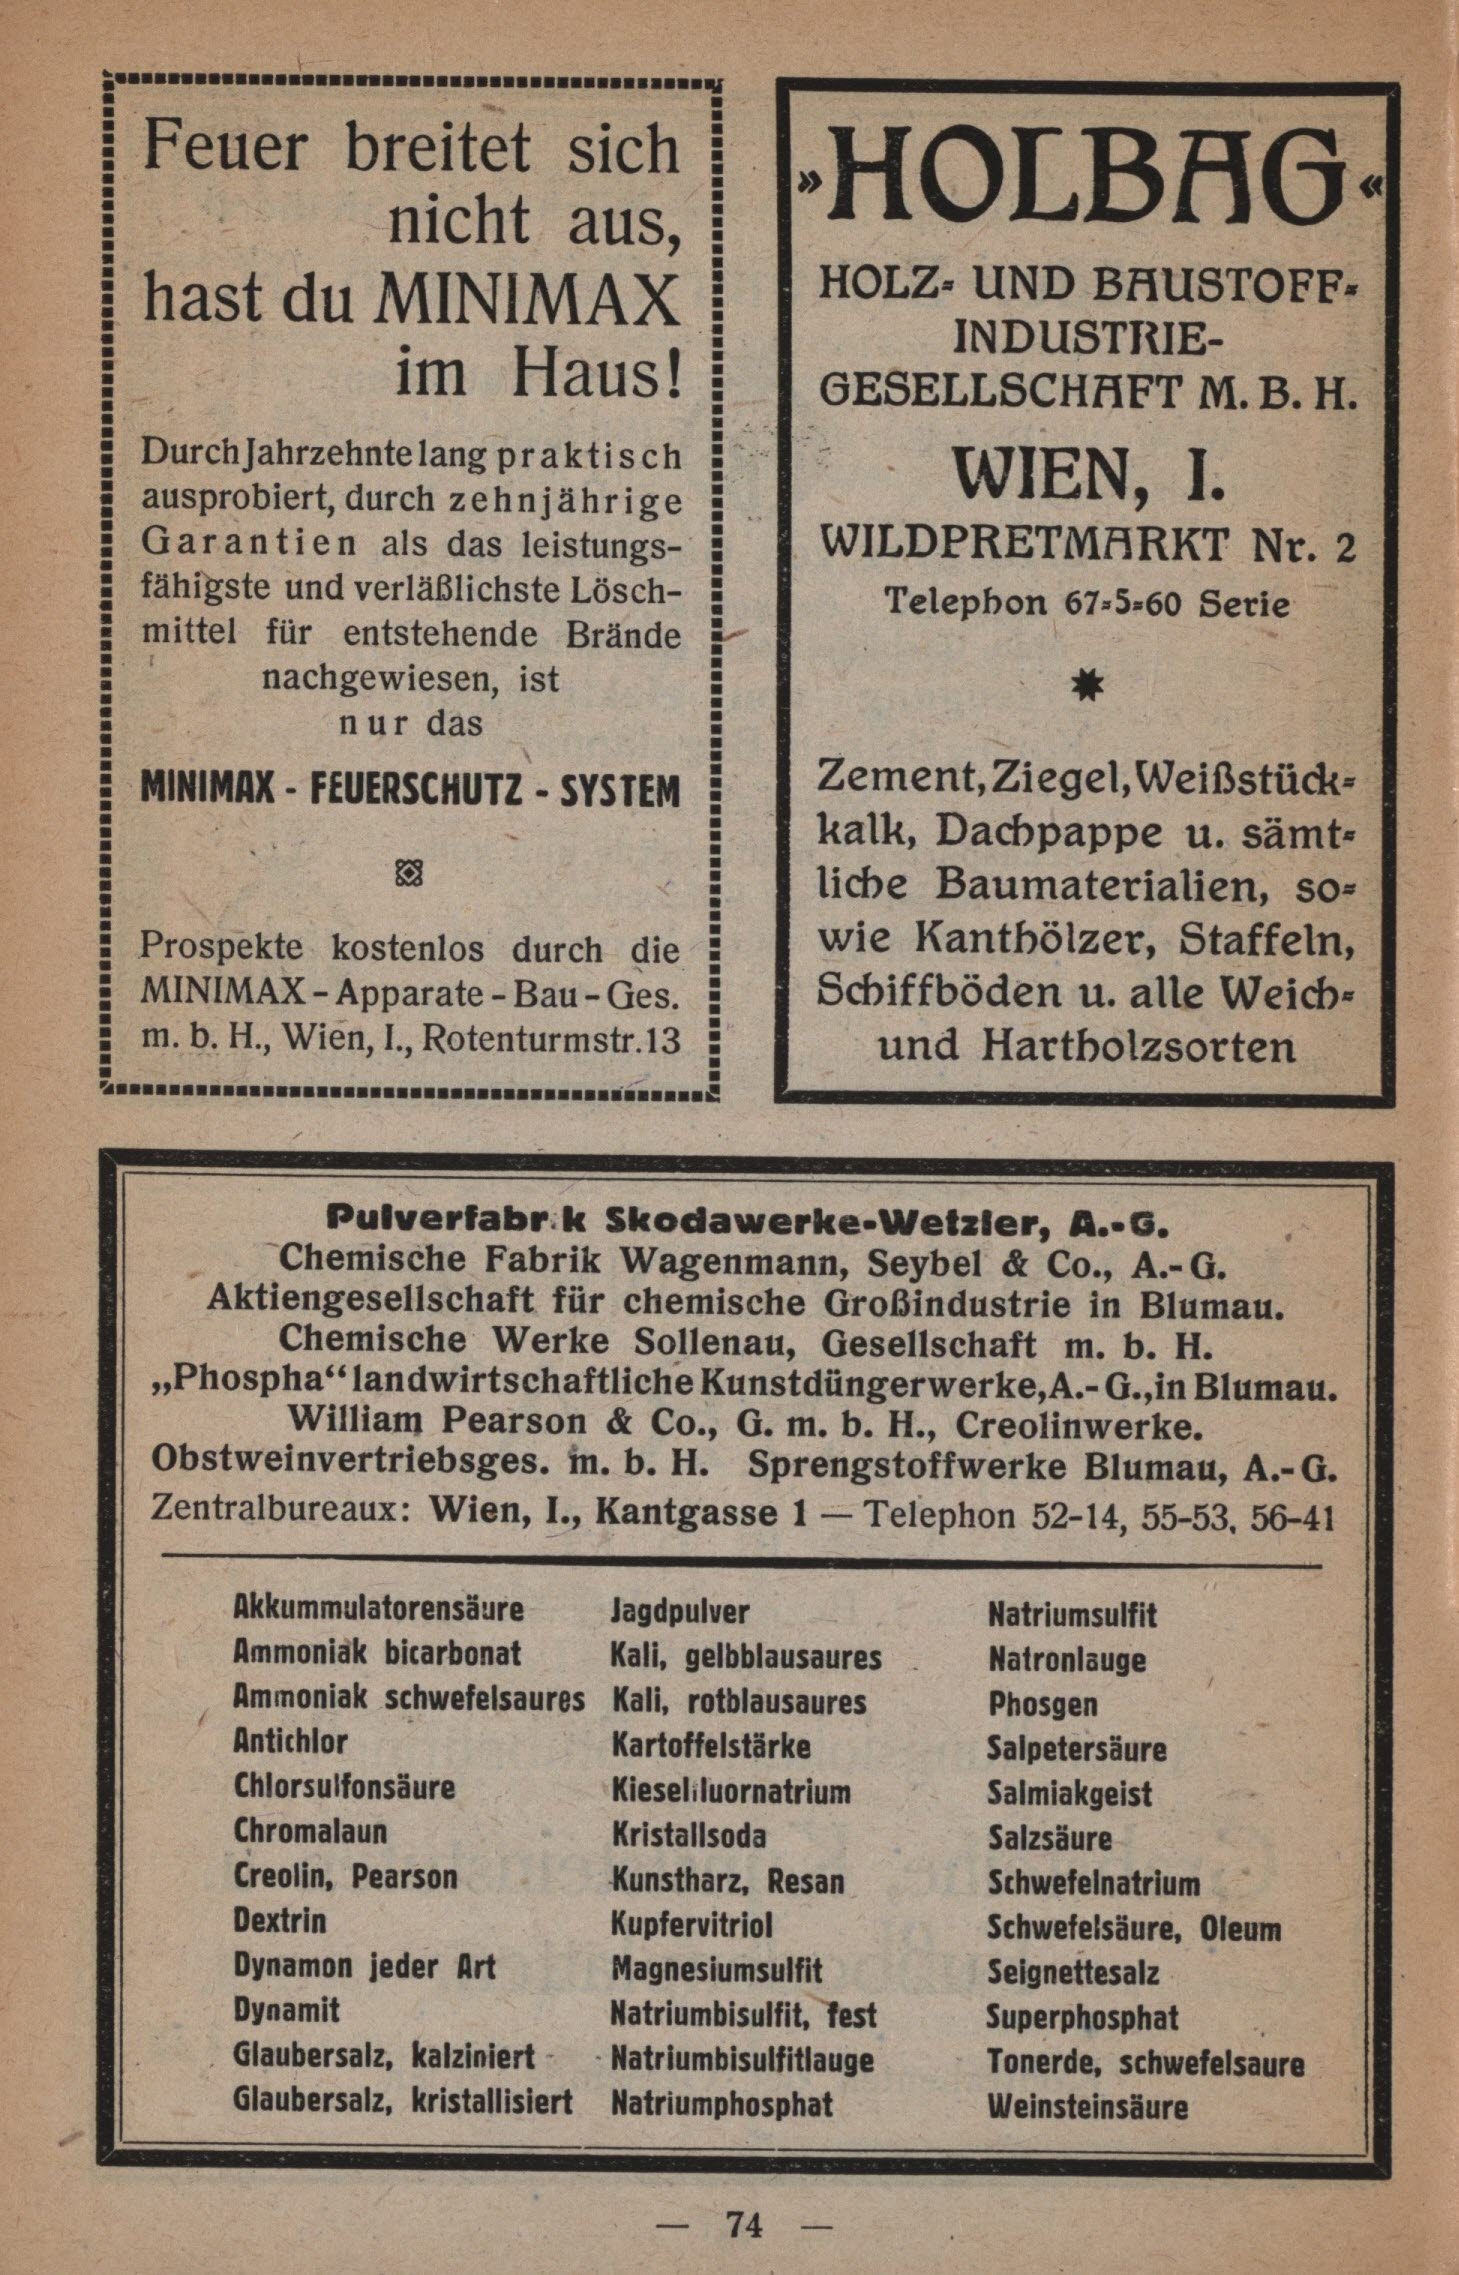 Feuer breitet sich
nicht aus,
hast du MINIMAX
im Haus!
Durch Jahrzehnte lang praktisch
ausprobiert, durch zehnjährige
Garantien als das leistungs-
fähigste und verläßlichste Lösch-
mittel für entstehende Brände
nachgewiesen, ist
nur das
MINIMAX - FEUERSCHUTZ - SYSTEM
Prospekte kostenlos durch die
MINIMAX - Apparate - Bau - Ges.
m. b. H., Wien, I., Rotenturmstr. 13
»HOLBAG«
HOLZ- UND BAUSTOFF-
INDUSTRIE-
GESELLSCHAFT M. B. H.
WIEN, I.
WILDPRETMARKT Nr. 2
Telephon 67-5-60 Serie
Zement, Ziegel, Weißstück-
kalk, Dachpappe u. sämt-
liche Baumaterialien, so-
wie Kanthölzer, Staffeln,
Schiffböden u. alle Weich-
und Hartholzsorten
Pulverfabrik Skodawerke-Wetzler, A.-G.
Chemische Fabrik Wagenmann, Seybel & Co., A.-G.
Aktiengesellschaft für chemische Großindustrie in Blumau.
Chemische Werke Sollenau, Gesellschaft m. b. H.
„Phospha“ landwirtschaftliche Kunstdüngerwerke, A.-G., in Blumau.
William Pearson & Co., G. m. b. H., Creolinwerke.
Obstweinvertriebsges. m. b. H. Sprengstoffwerke Blumau, A.-G.
Zentralbureaux: Wien, I., Kantgasse 1 — Telephon 52-14, 55-53, 56-41
Akkummulatorensäure
Ammoniak bicarbonat
Ammoniak schwefelsaures
Antichlor
Chlorsulfonsäure
Chromalaun
Creolin, Pearson
Dextrin
Dynamon jeder Art
Dynamit
Glaubersalz, kalziniert
Glaubersalz, kristallisiert
Jagdpulver
Kali, gelbblausaures
Kali, rotblausaures
Kartoffelstärke
Kieselfluornatrium
Kristallsoda
Kunstharz, Resan
Kupfervitriol
Magnesiumsulfit
Natriumbisulfit, fest
Natriumbisulfitlauge
Natriumphosphat
Natriumsulfit
Natronlauge
Phosgen
Salpetersäure
Salmiakgeist
Salzsäure
Schwefelnatrium
Schwefelsäure, Oleum
Seignettesalz
Superphosphat
Tonerde, schwefelsaure
Weinsteinsäure
— 74 —